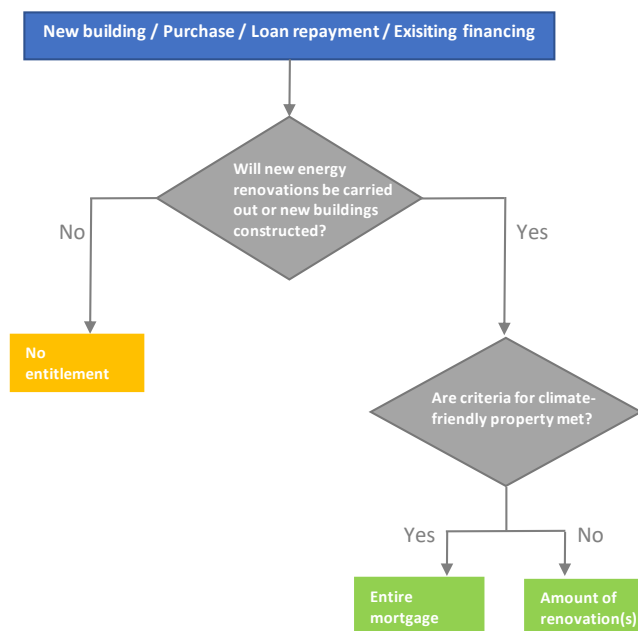 New building / Purchase / Loan repayment / Exisiting financing
Will new energy
renovations be carried
out or new buildings
constructed?
No
Yes
No
entitlement
Are criteria for climate-
friendly property met?
Yes
No
Entire
mortgage
Amount of
renovation(s)